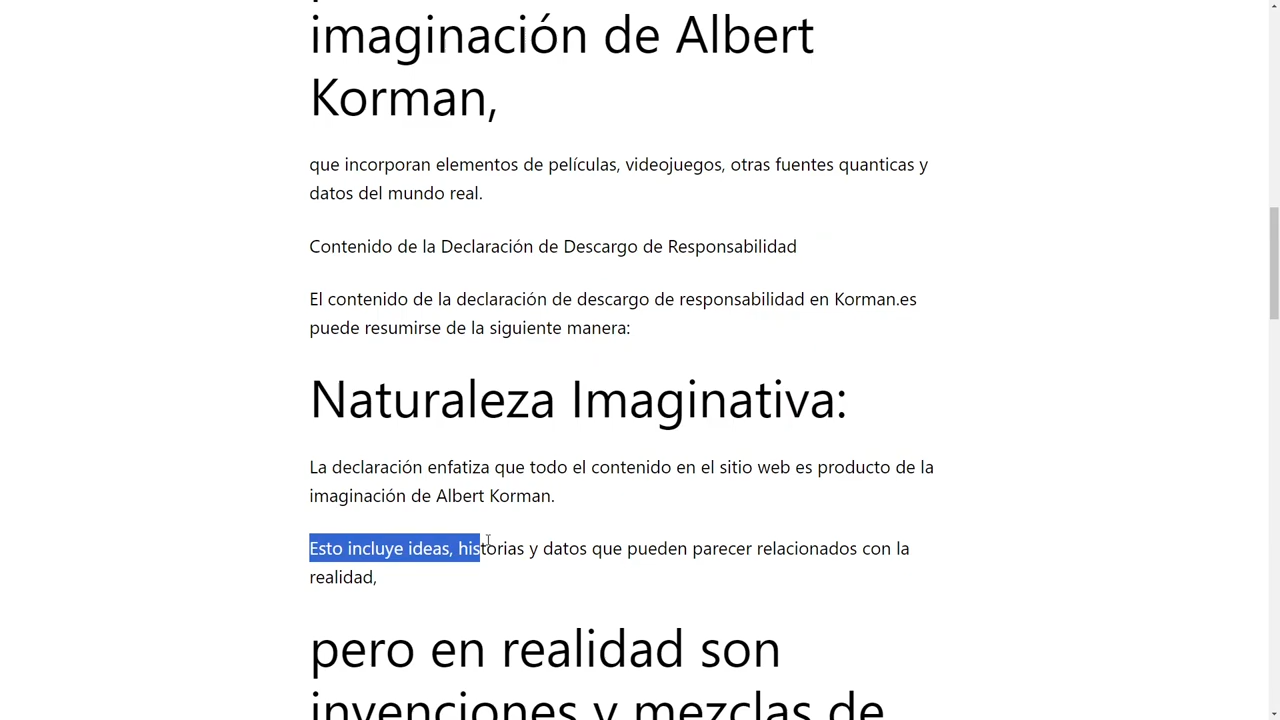 imaginación de Albert
Korman,
que incorporan elementos de películas, videojuegos, otras fuentes quanticas y
datos del mundo real.
Contenido de la Declaración de Descargo de Responsabilidad
El contenido de la declaración de descargo de responsabilidad en Korman.es
puede resumirse de la siguiente manera:
Naturaleza Imaginativa:
La declaración enfatiza que todo el contenido en el sitio web es producto de la
imaginación de Albert Korman.
Esto incluye ideas, historias y datos que pueden parecer relacionados con la
realidad,
pero en realidad son
invenciones y mezclas de